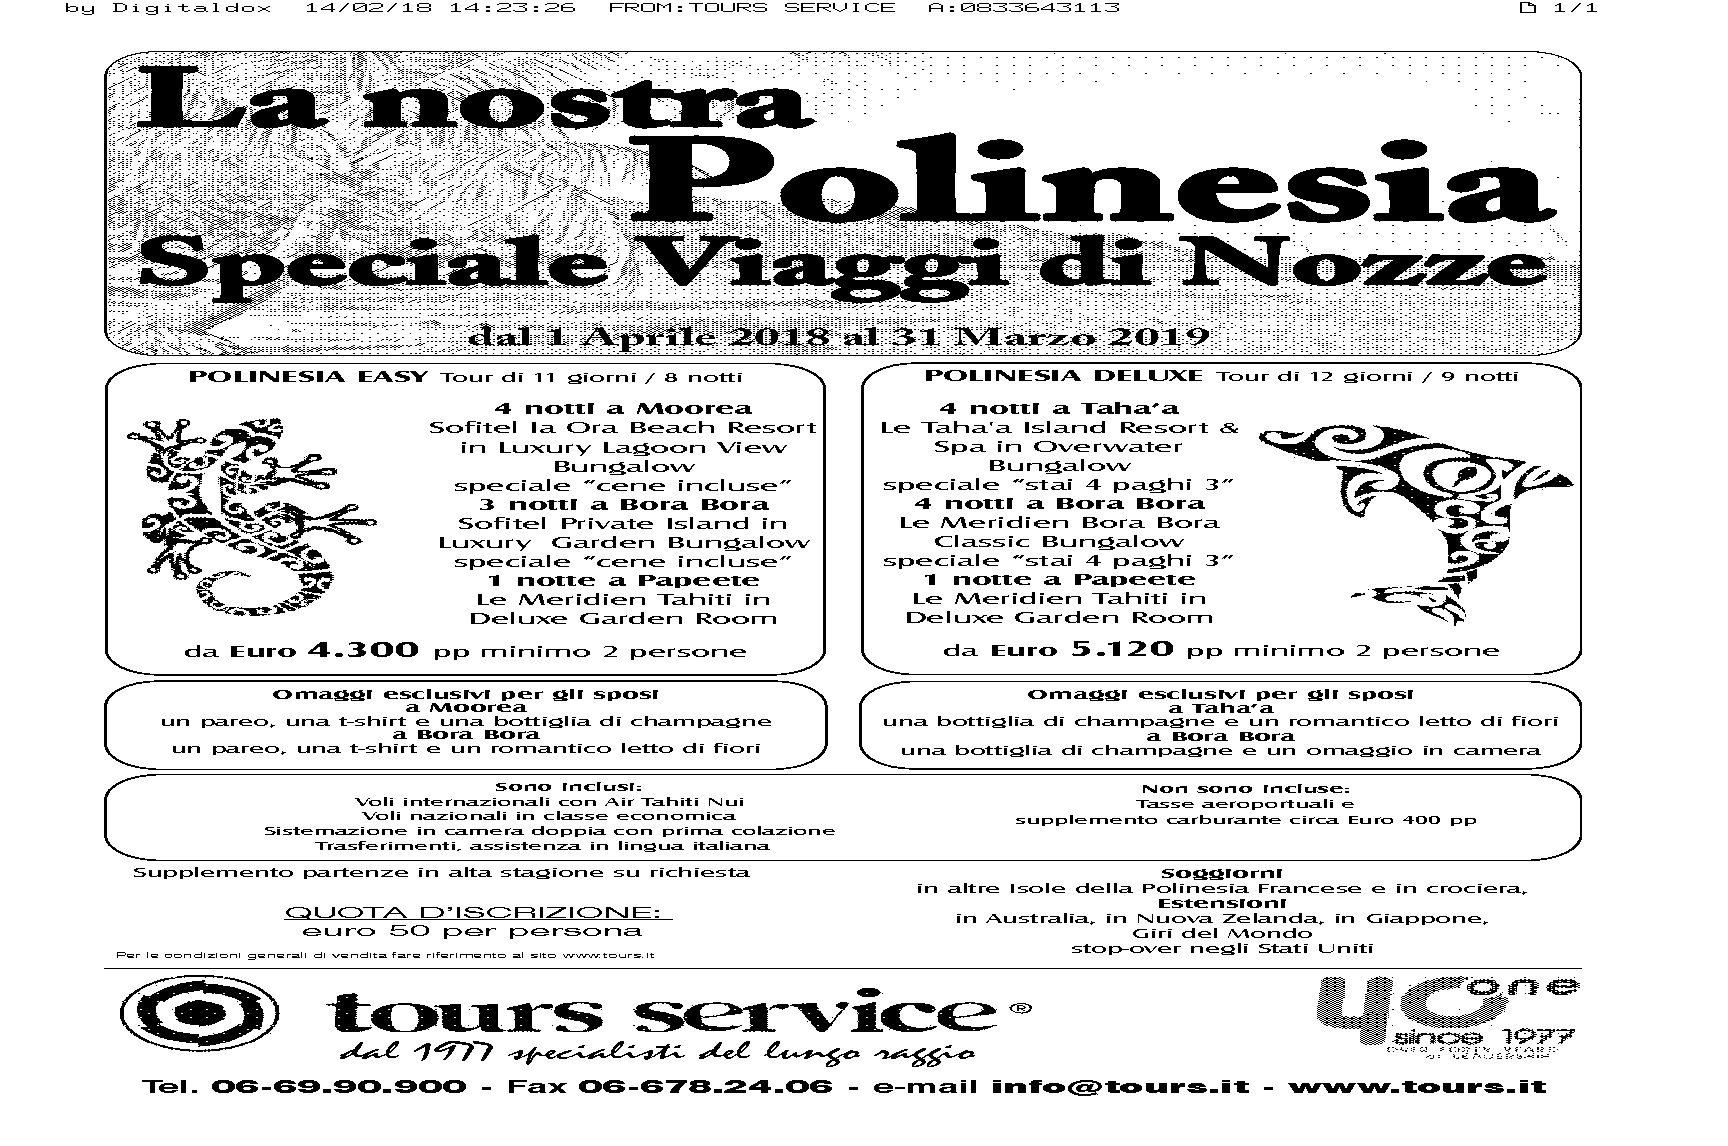 by Digitaldox 14/02/18 14:23:26 FROM:TOURS SERVICE A:0833643113 1/1
La nostra
Polinesia
Speciale Viaggi di Nozze
dal 1 Aprile 2018 al 31 Marzo 2019
POLINESIA EASY Tour di 11 giorni / 8 notti
4 notti a Moorea
Sofitel Ia Ora Beach Resort
in Luxury Lagoon View
Bungalow
speciale “cene incluse”
3 notti a Bora Bora
Sofitel Private Island in
Luxury Garden Bungalow
speciale “cene incluse”
1 notte a Papeete
Le Meridien Tahiti in
Deluxe Garden Room
da Euro 4.300 pp minimo 2 persone
POLINESIA DELUXE Tour di 12 giorni / 9 notti
4 notti a Taha’a
Le Taha'a Island Resort &
Spa in Overwater
Bungalow
speciale “stai 4 paghi 3”
4 notti a Bora Bora
Le Meridien Bora Bora
Classic Bungalow
speciale “stai 4 paghi 3”
1 notte a Papeete
Le Meridien Tahiti in
Deluxe Garden Room
da Euro 5.120 pp minimo 2 persone
Omaggi esclusivi per gli sposi
a Moorea
un pareo, una t-shirt e una bottiglia di champagne
a Bora Bora
un pareo, una t-shirt e un romantico letto di fiori
Omaggi esclusivi per gli sposi
a Taha’a
una bottiglia di champagne e un romantico letto di fiori
a Bora Bora
una bottiglia di champagne e un omaggio in camera
Sono inclusi:
Voli internazionali con Air Tahiti Nui
Voli nazionali in classe economica
Sistemazione in camera doppia con prima colazione
Trasferimenti, assistenza in lingua italiana
Non sono incluse:
Tasse aeroportuali e
supplemento carburante circa Euro 400 pp
Supplemento partenze in alta stagione su richiesta
QUOTA D’ISCRIZIONE:
euro 50 per persona
Per le condizioni generali di vendita fare riferimento al sito www.tours.it
Soggiorni
in altre Isole della Polinesia Francese e in crociera,
Estensioni
in Australia, in Nuova Zelanda, in Giappone,
Giri del Mondo
stop-over negli Stati Uniti
tours service®
dal 1977 specialisti del lungo raggio
40 one
since 1977
Tel. 06-69.90.900 - Fax 06-678.24.06 - e-mail info@tours.it - www.tours.it